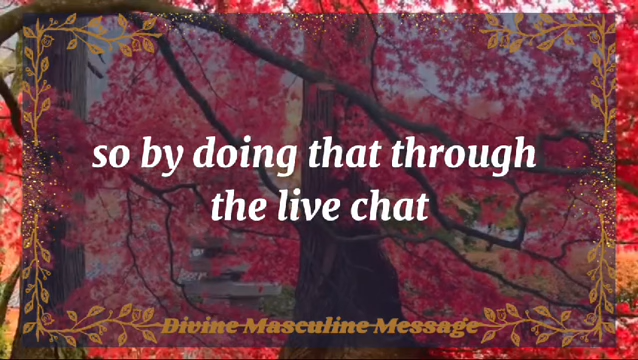 so by doing that through
the live chat
Divine Masculine Message